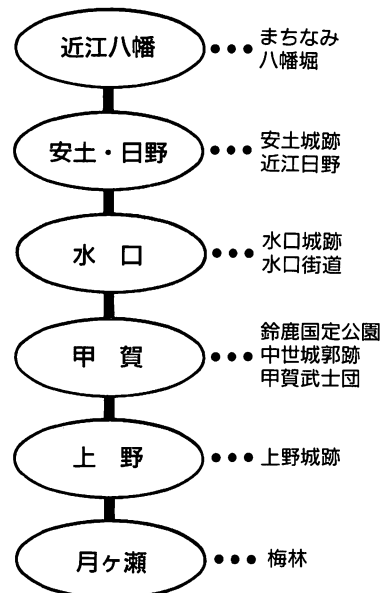 近江八幡
まちなみ
八幡堀
安土・日野
安土城跡
近江日野
水　口
水口城跡
水口街道
甲　賀
鈴鹿国定公園
中世城郭跡
甲賀武士団
上　野
上野城跡
月ヶ瀬
梅林